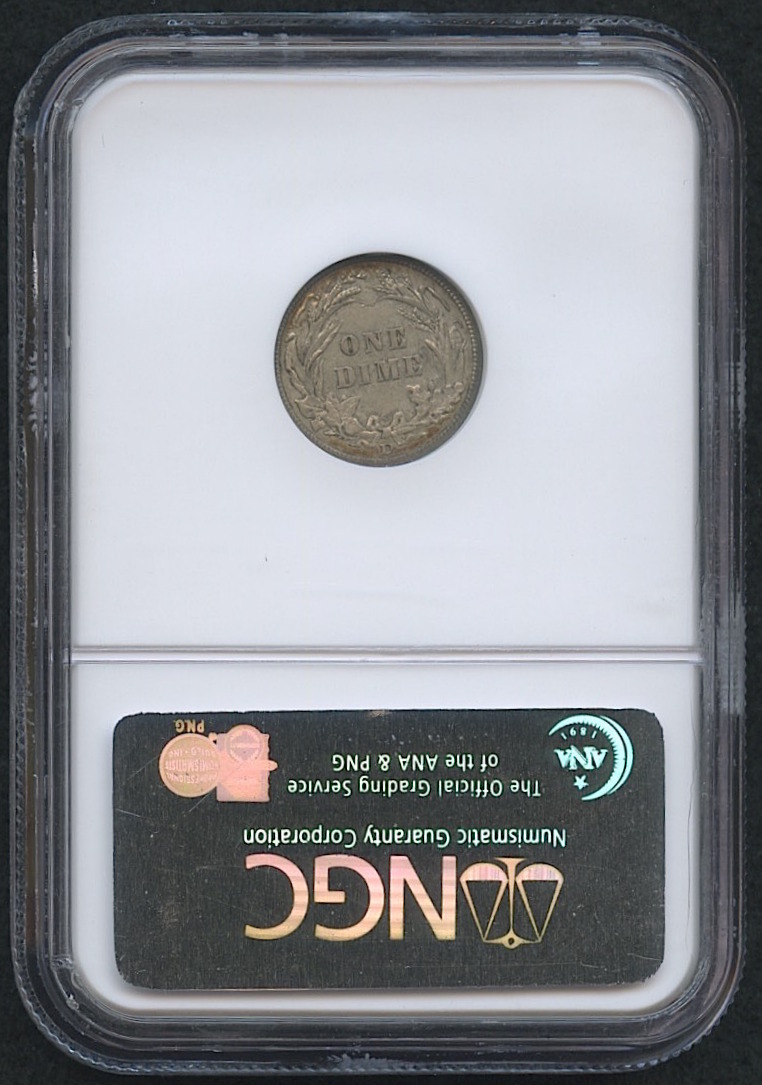 ONE
DIME
D
NGC
Numismatic Guaranty Corporation
The Official Grading Service
of the ANA & PNG
ANA
1891
PNG